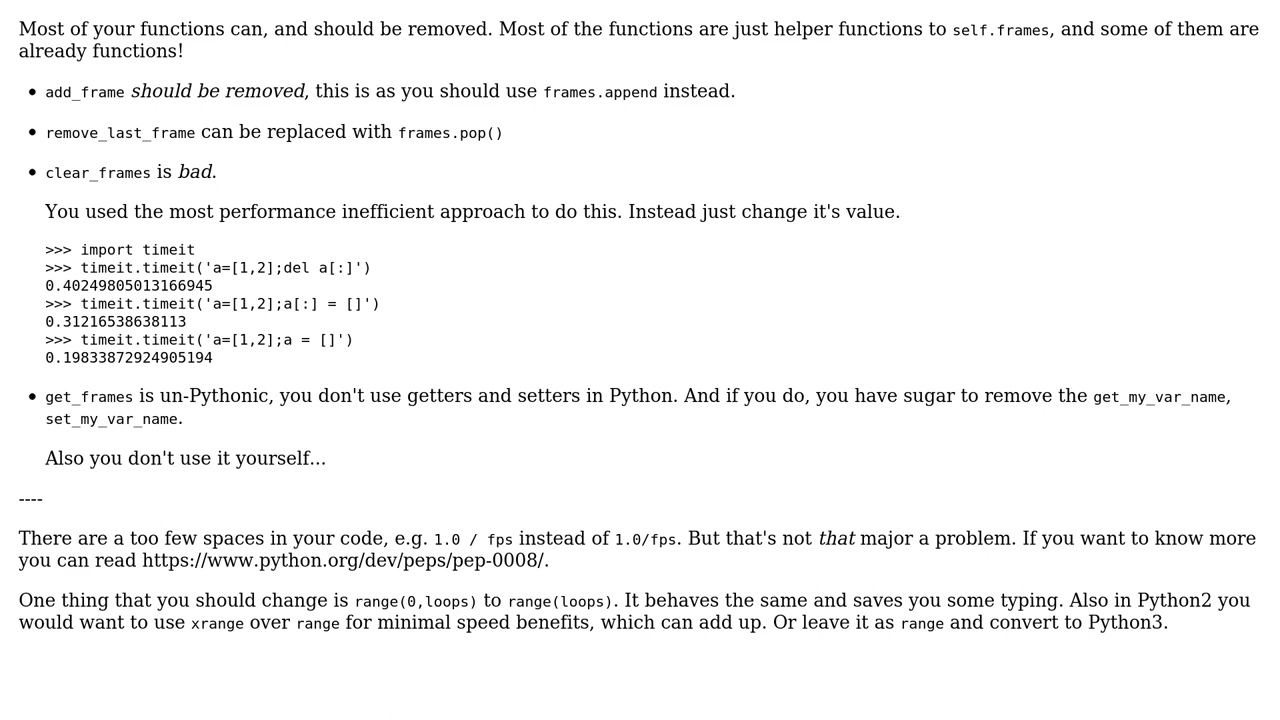 Most of your functions can, and should be removed. Most of the functions are just helper functions to self.frames, and some of them are
already functions!
• add_frame should be removed, this is as you should use frames.append instead.
• remove_last_frame can be replaced with frames.pop()
• clear_frames is bad.
You used the most performance inefficient approach to do this. Instead just change it's value.
>>> import timeit
>>> timeit.timeit('a=[1,2];del a[:]')
0.40249805013166945
>>> timeit.timeit('a=[1,2];a[:] = []')
0.31216538638113
>>> timeit.timeit('a=[1,2];a = []')
0.19833872924905194
• get_frames is un-Pythonic, you don't use getters and setters in Python. And if you do, you have sugar to remove the get_my_var_name,
set_my_var_name.
Also you don't use it yourself...
----
There are a too few spaces in your code, e.g. 1.0 / fps instead of 1.0/fps. But that's not that major a problem. If you want to know more
you can read https://www.python.org/dev/peps/pep-0008/.
One thing that you should change is range(0,loops) to range(loops). It behaves the same and saves you some typing. Also in Python2 you
would want to use xrange over range for minimal speed benefits, which can add up. Or leave it as range and convert to Python3.